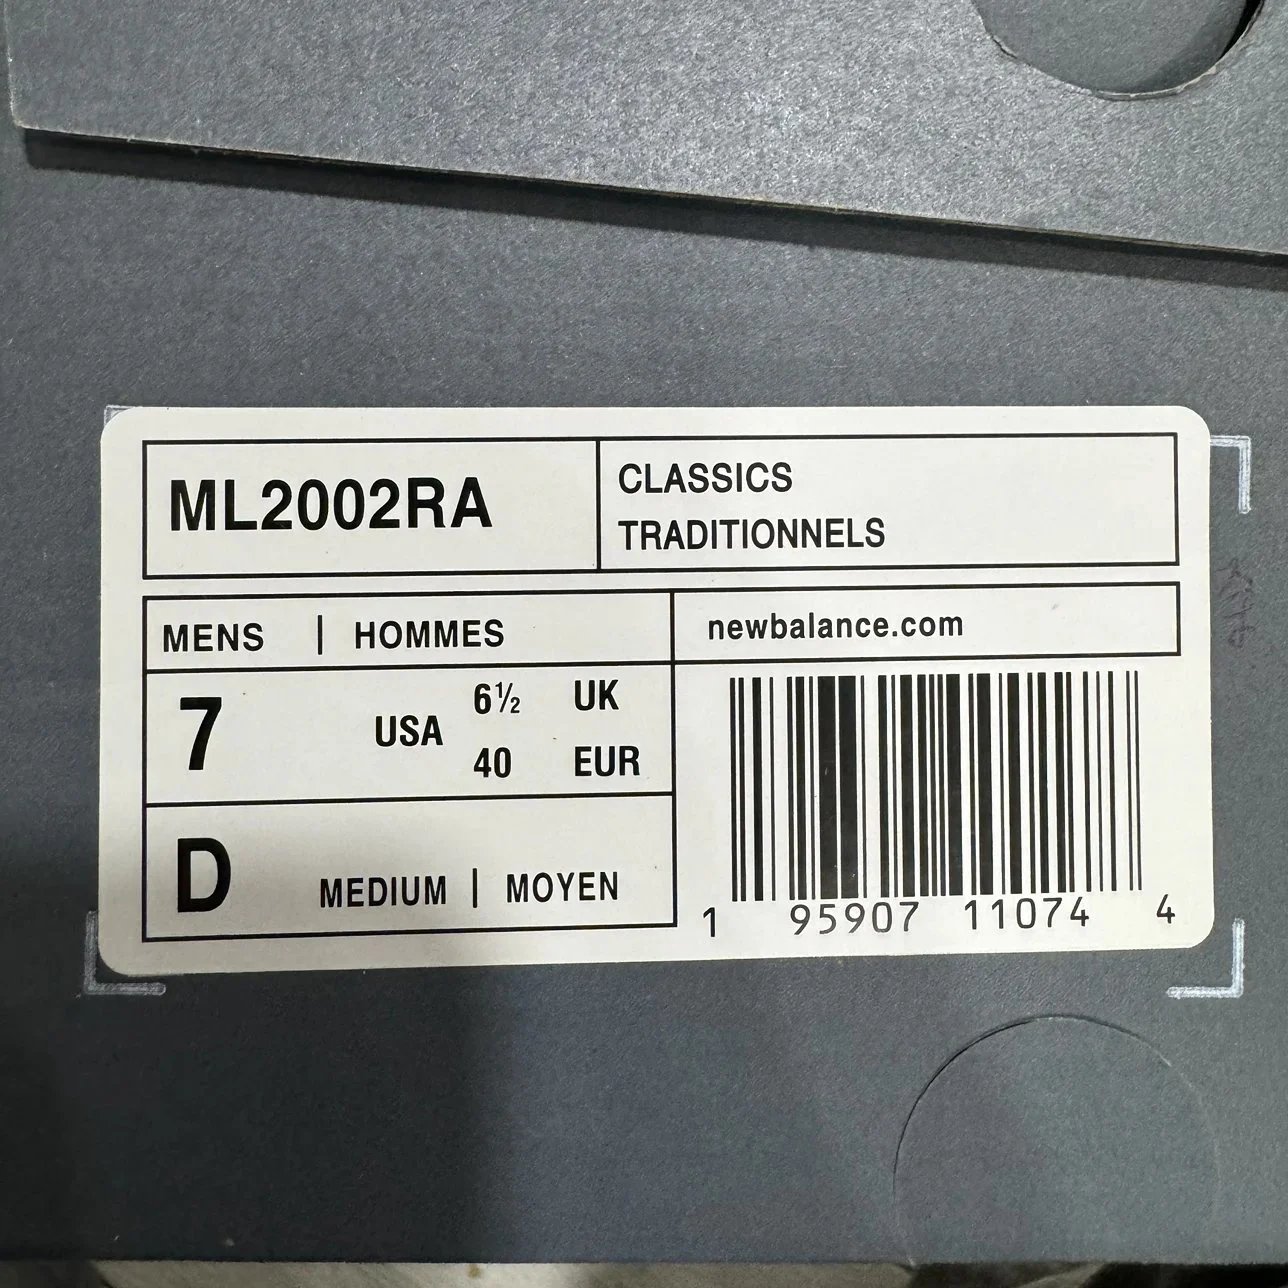 ML2002RA
CLASSICS
TRADITIONNELS
MENS | HOMMES
newbalance.com
7 USA
6½ UK
40 EUR
D MEDIUM | MOYEN
1 95907 11074 4